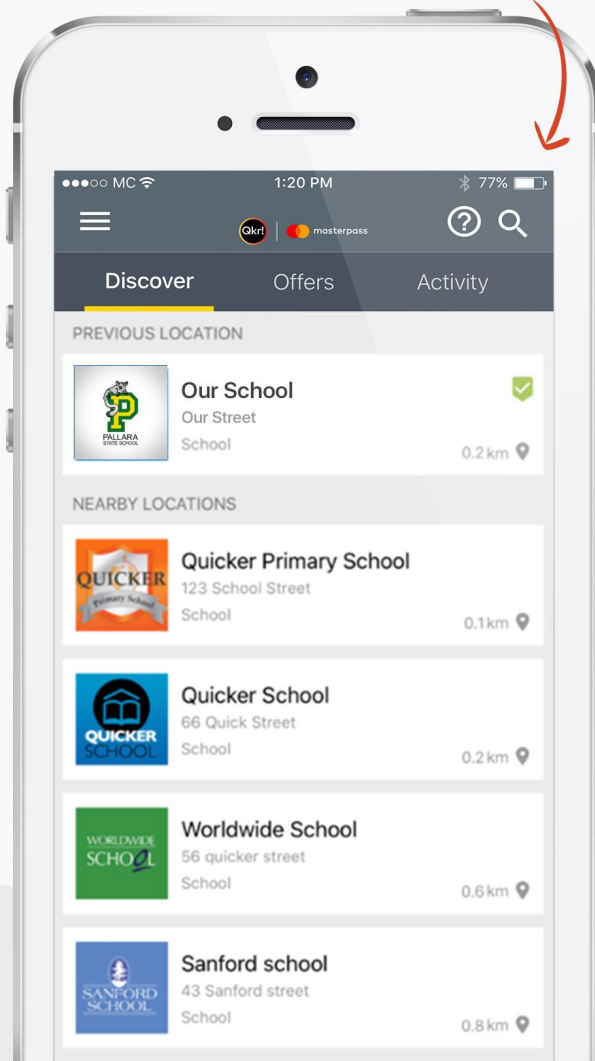 MC
1:20 PM
77%
Qkr!
masterpass
Discover
Offers
Activity
PREVIOUS LOCATION
P
PALLARA
STATE SCHOOL
Our School
Our Street
School
0.2 km
NEARBY LOCATIONS
QUICKER
Primary School
Quicker Primary School
123 School Street
School
0.1 km
QUICKER
SCHOOL
Quicker School
66 Quick Street
School
0.2 km
WORLDWIDE
SCHOOL
Worldwide School
56 quicker street
School
0.6 km
SANFORD
SCHOOL
Sanford school
43 Sanford street
School
0.8 km